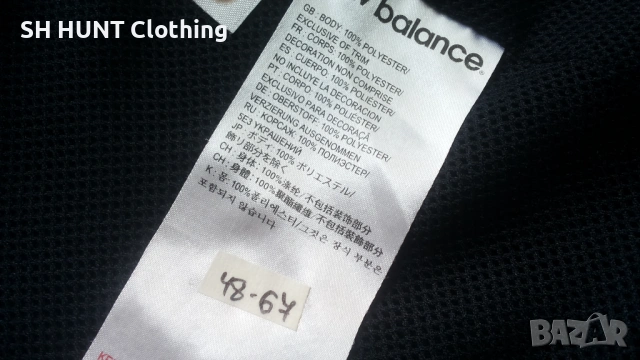 SH HUNT Clothing
balance
GB: BODY: 100% POLYESTER/
EXCLUSIVE OF TRIM
FR: CORPS: 100% POLYESTER/
DECORATION NON COMPRISE
ES: CUERPO: 100% POLIESTER/
NO INCLUYE LA DECORACION
PT: CORPO: 100% POLIESTER/
EXCLUSIVO PARA DECORAÇÃ
DE: OBERSTOFF: 100% POLYESTER/
VERZIERUNG AUSGENOMMEN
RU: КОРСАЖ: 100% ПОЛИЭСТЕР/
БЕЗ УКРАШЕНИЙ
JP: ボディ: 100% ポリエステル/
飾り部分を除く
CH: 身体: 100%涤纶, 不包括装饰部分
CH: 身體: 100%聚酯纖維/不包括裝飾部分
K: 몸: 100%폴리에스터/그것은 장식 부분은
포함되지 않습니다
48-67
BAZAR